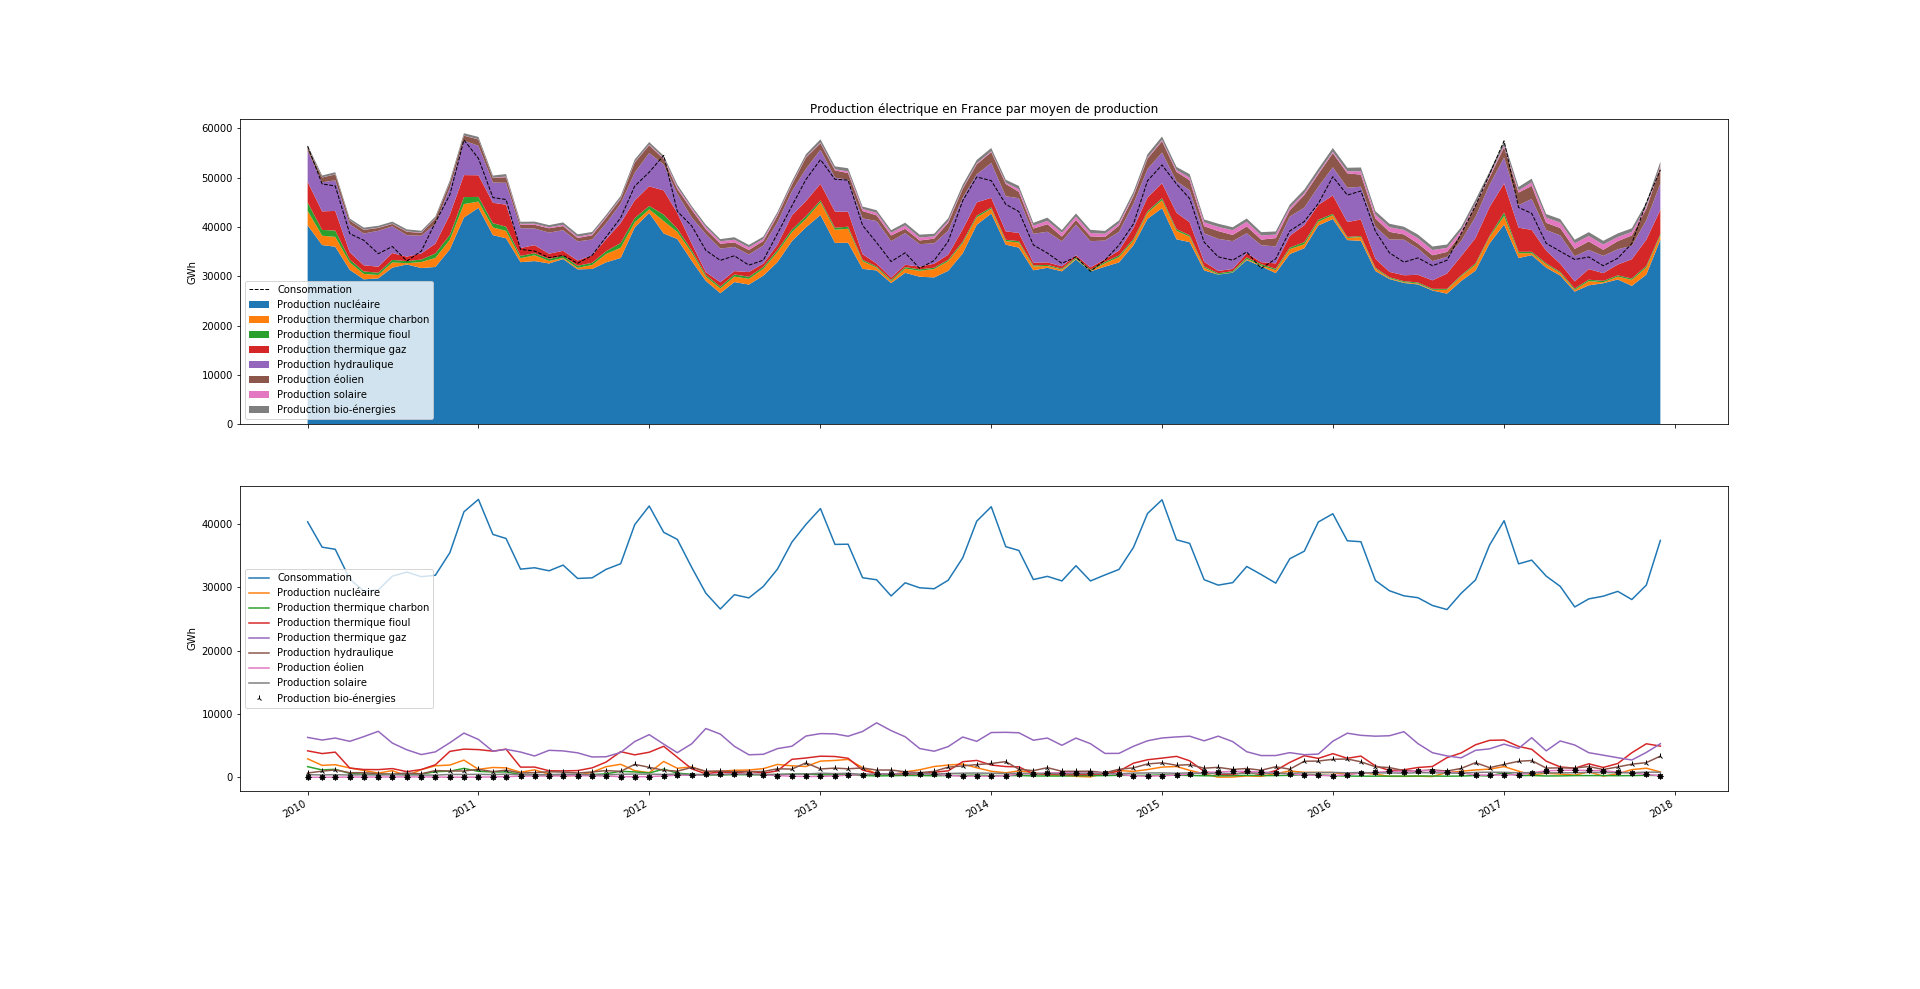 Production électrique en France par moyen de production
60000
50000
40000
30000
20000
10000
0
GWh
Consommation
Production nucléaire
Production thermique charbon
Production thermique fioul
Production thermique gaz
Production hydraulique
Production éolien
Production solaire
Production bio-énergies
40000
30000
20000
10000
0
GWh
Consommation
Production nucléaire
Production thermique charbon
Production thermique fioul
Production thermique gaz
Production hydraulique
Production éolien
Production solaire
Production bio-énergies
2010 2011 2012 2013 2014 2015 2016 2017 2018